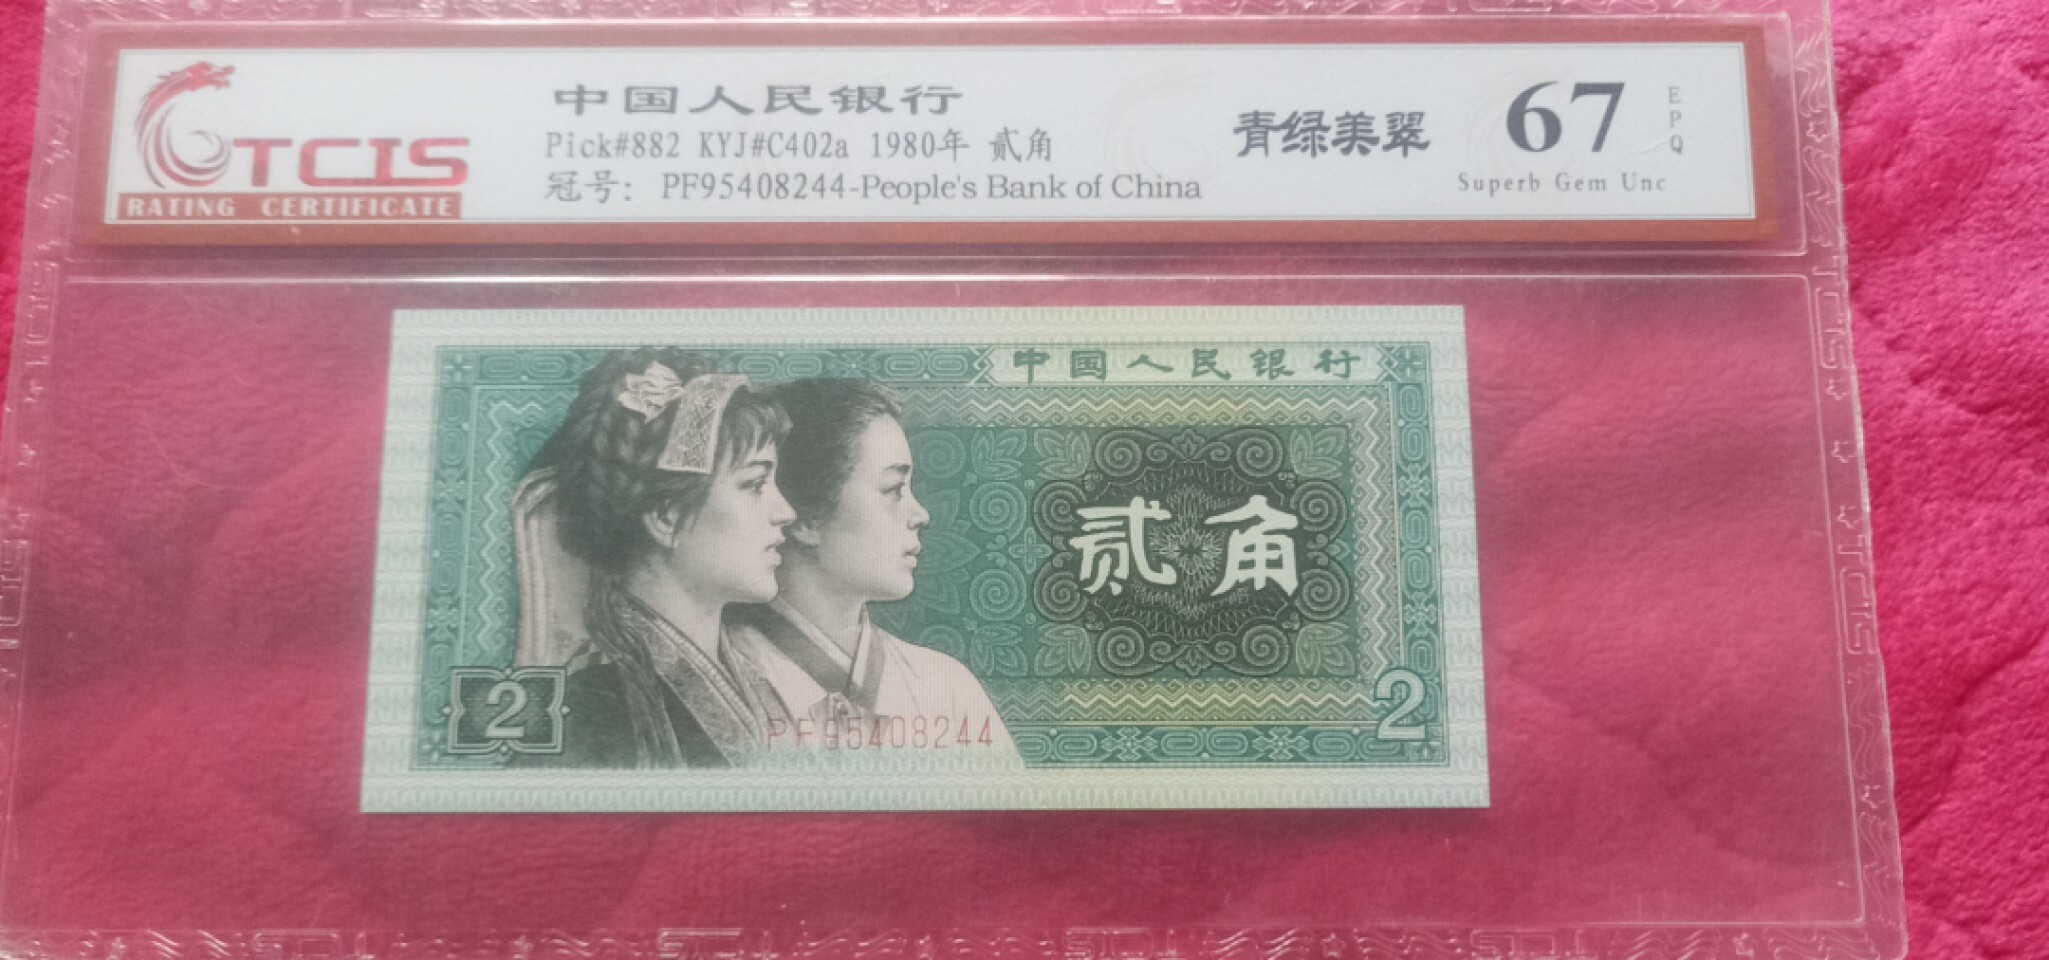 TCIS
RATING CERTIFICATE
中国人民银行
Pick#882 KYJ#C402a 1980年 贰角
冠号: PF95408244-People's Bank of China
青绿美翠
67
EPQ
Superb Gem Unc
中国人民银行
贰角
2
PF95408244
2